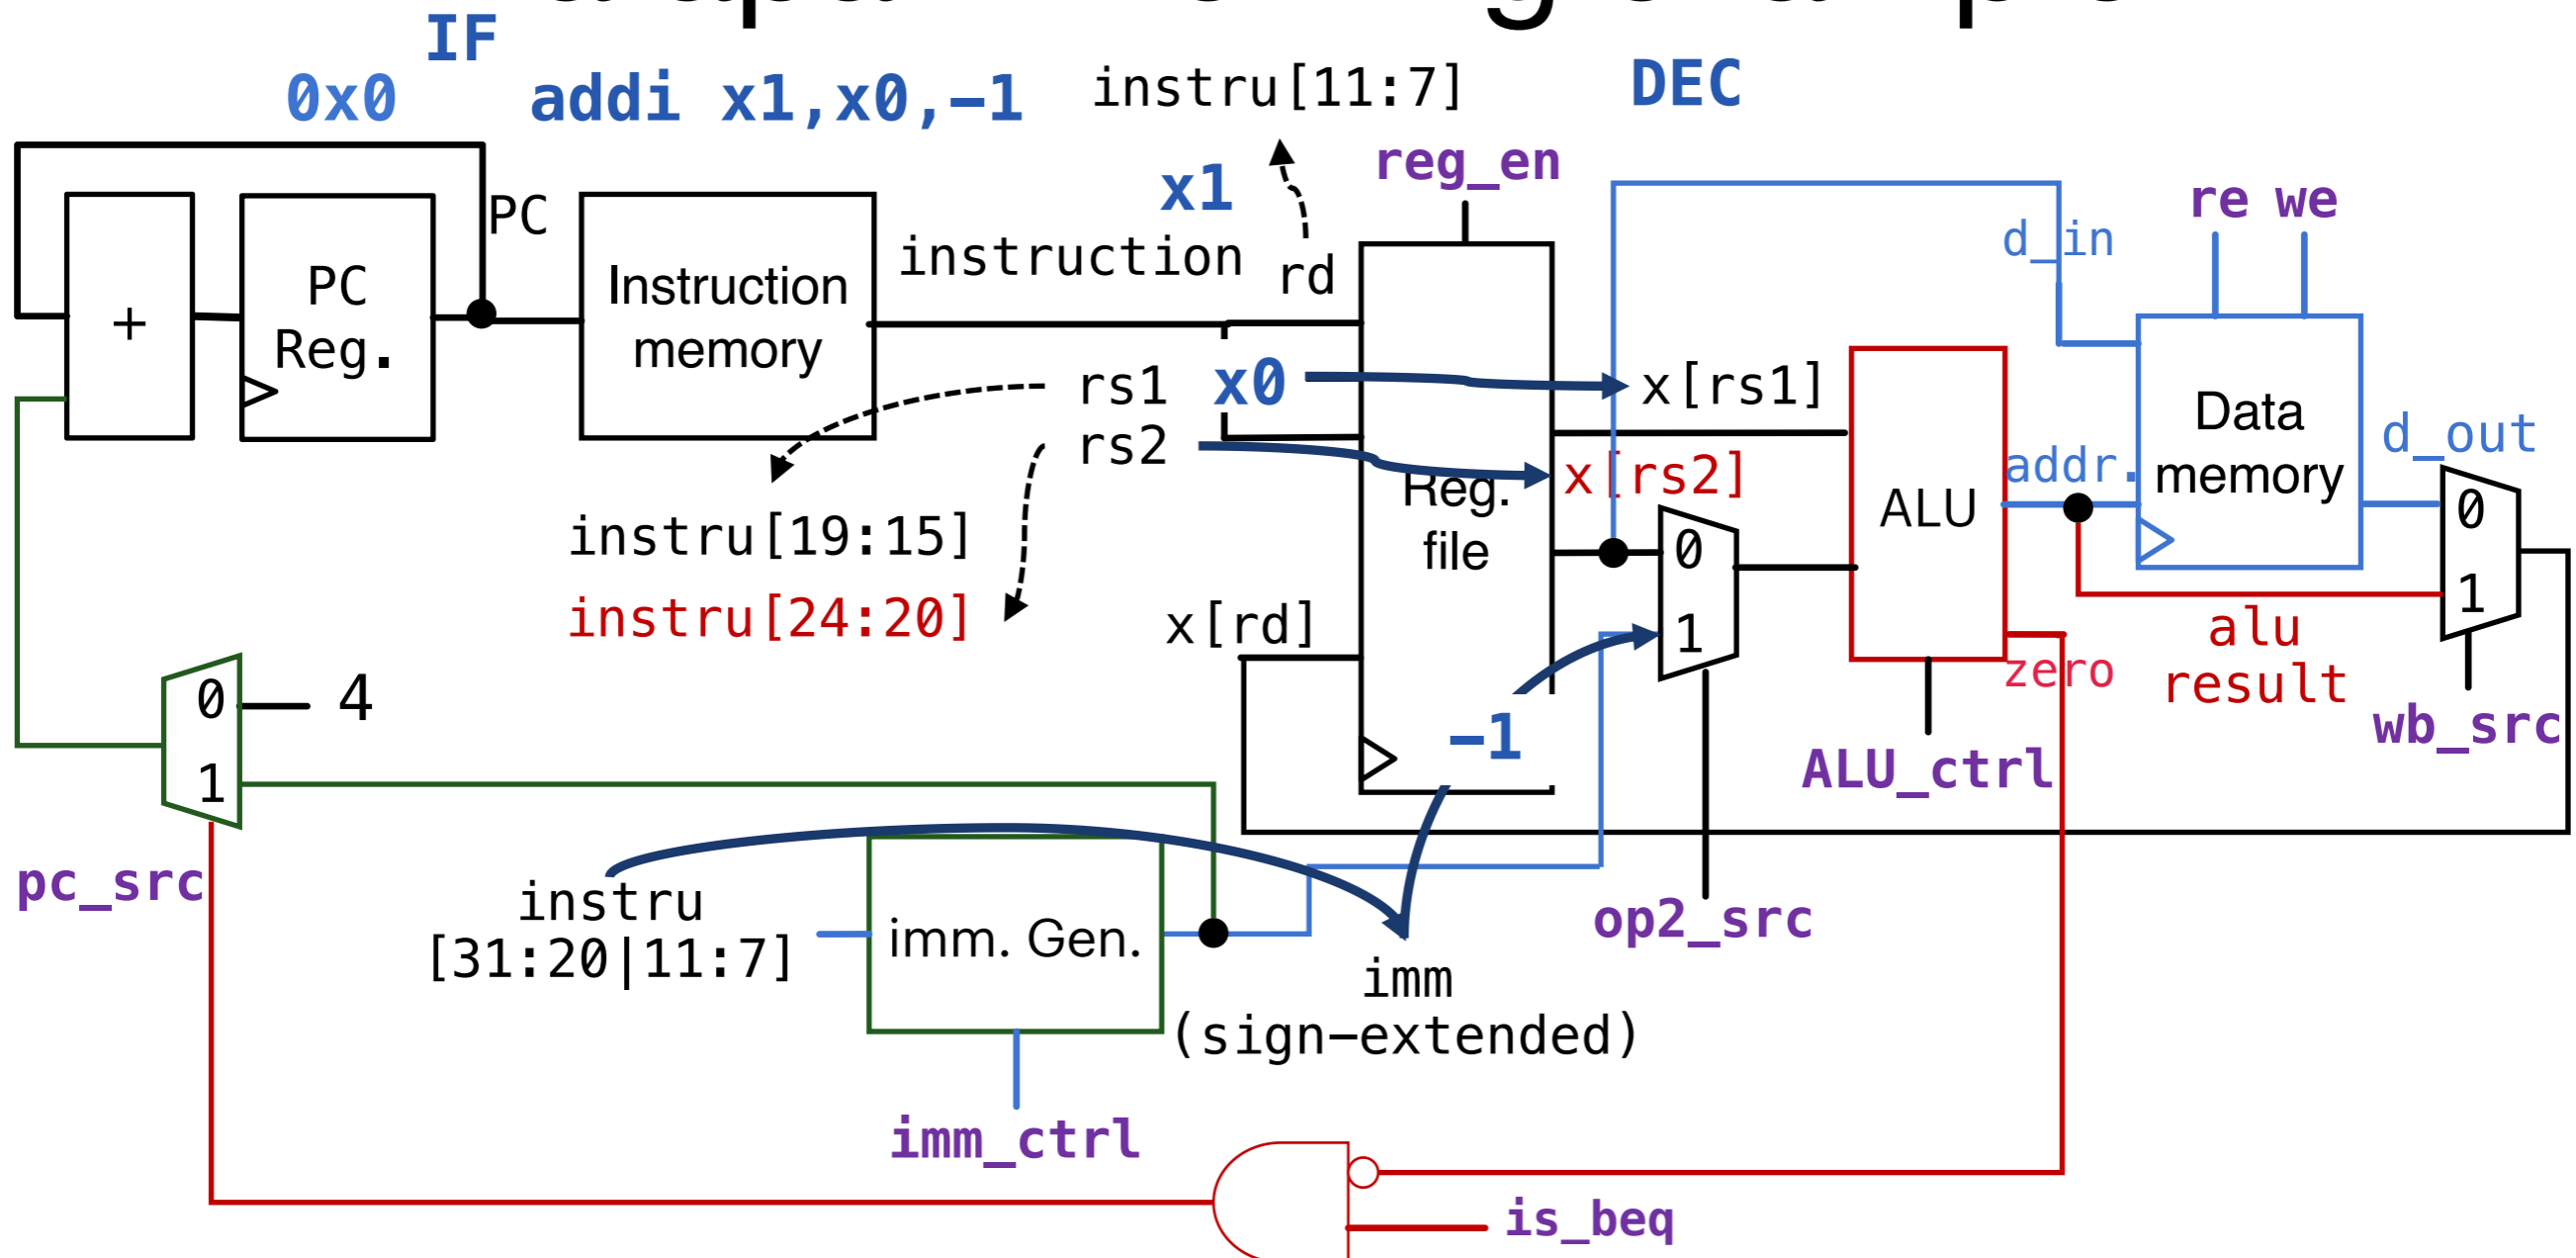 IF
0x0
addi x1,x0,−1
instru[11:7]
DEC
x1
reg_en
re we
PC
instruction
rd
d_in
+
PC
Reg.
Instruction
memory
rs1
x0
x[rs1]
rs2
x[rs2]
Reg.
file
addr.
Data
memory
d_out
ALU
0
1
0
1
instru[19:15]
instru[24:20]
x[rd]
zero
alu
result
wb_src
0
1
4
−1
ALU_ctrl
pc_src
instru
[31:20|11:7]
imm. Gen.
imm
(sign−extended)
op2_src
imm_ctrl
is_beq